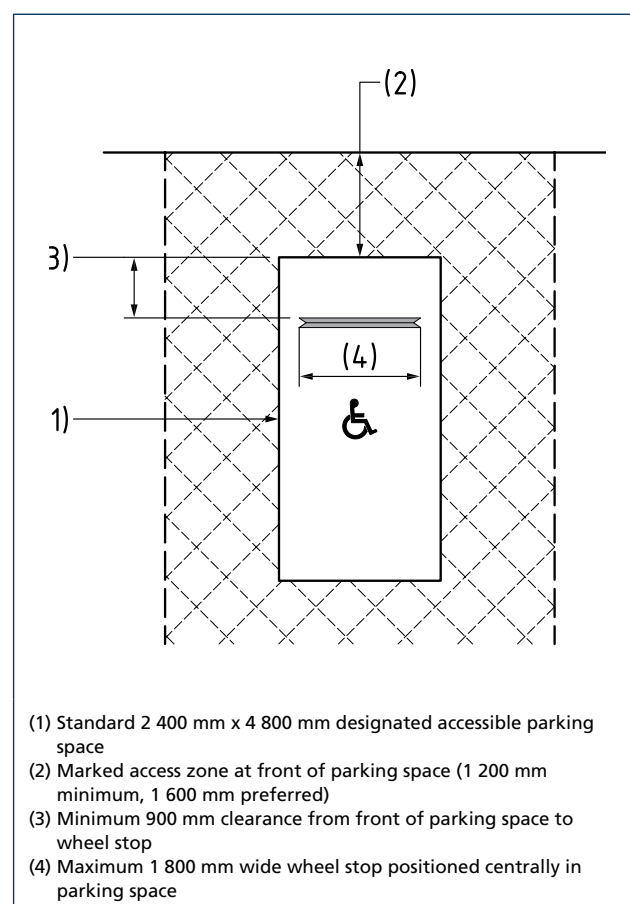 (2)
3)
(4)
1)
(1) Standard 2 400 mm x 4 800 mm designated accessible parking
space
(2) Marked access zone at front of parking space (1 200 mm
minimum, 1 600 mm preferred)
(3) Minimum 900 mm clearance from front of parking space to
wheel stop
(4) Maximum 1 800 mm wide wheel stop positioned centrally in
parking space